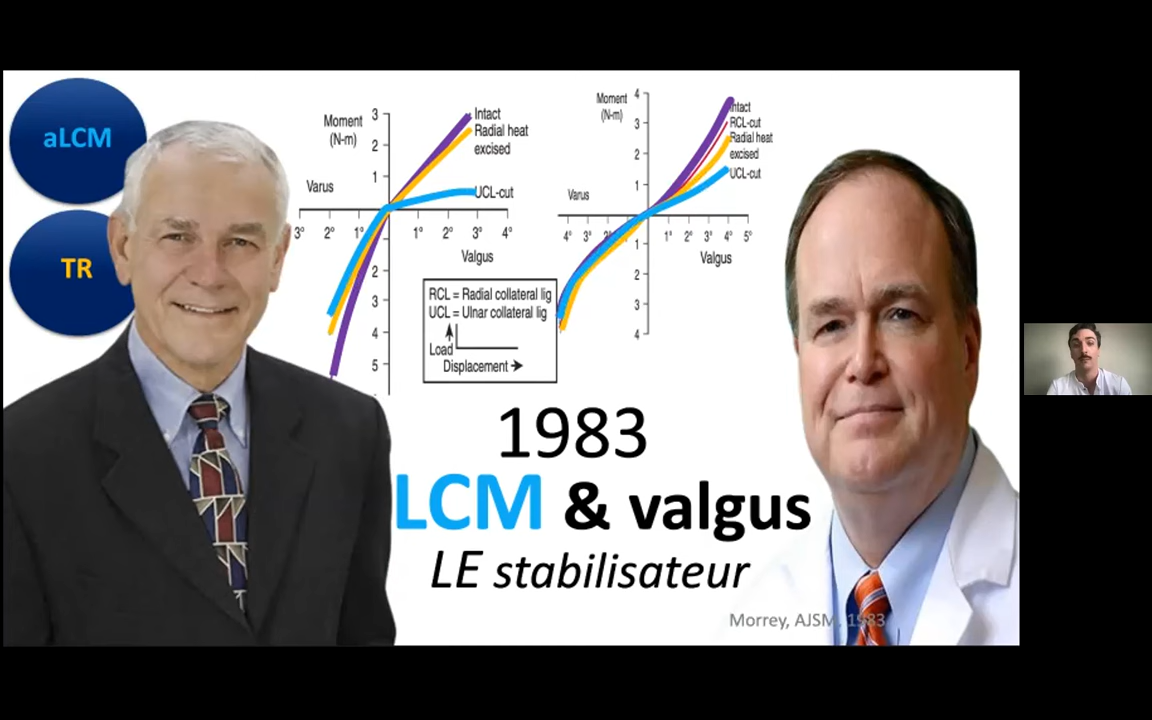 aLCM
TR
Moment
(N-m)
3
2
1
Varus
3° 2° 1° 1° 2° 3° 4°
Valgus
2
3
4
5
Intact
Radial heat
excised
UCL-cut
Moment
(N-m)
4
3
2
1
Varus
4° 3° 2° 1° 2° 3° 4° 5°
Valgus
1
2
3
4
Intact
RCL-cut
Radial heat
excised
UCL-cut
RCL = Radial collateral lig
UCL = Ulnar collateral lig
Load
Displacement
1983
LCM & valgus
LE stabilisateur
Morrey, AJSM, 1983